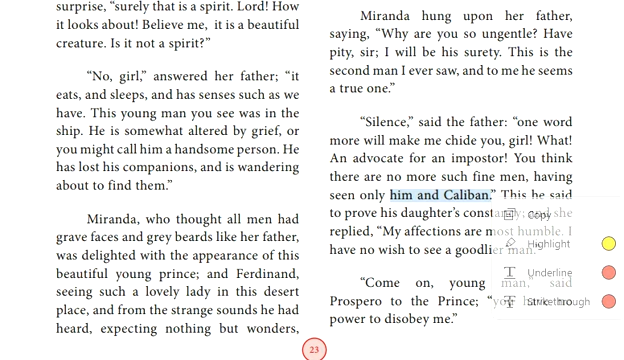 surprise, “surely that is a spirit. Lord! How
it looks about! Believe me, it is a beautiful
creature. Is it not a spirit?”
“No, girl,” answered her father; “it
eats, and sleeps, and has senses such as we
have. This young man you see was in the
ship. He is somewhat altered by grief, or
you might call him a handsome person. He
has lost his companions, and is wandering
about to find them.”
Miranda, who thought all men had
grave faces and grey beards like her father,
was delighted with the appearance of this
beautiful young prince; and Ferdinand,
seeing such a lovely lady in this desert
place, and from the strange sounds he had
heard, expecting nothing but wonders,
Miranda hung upon her father,
saying, “Why are you so ungentle? Have
pity, sir; I will be his surety. This is the
second man I ever saw, and to me he seems
a true one.”
“Silence,” said the father: “one word
more will make me chide you, girl! What!
An advocate for an impostor! You think
there are no more such fine men, having
seen only him and Caliban.” This he said
to prove his daughter’s constancy; and she
replied, “My affections are most humble. I
have no wish to see a goodlier man.”
“Come on, young man,” said
Prospero to the Prince; “you have no
power to disobey me.”
Copy
Highlight
Underline
Strikethrough
23